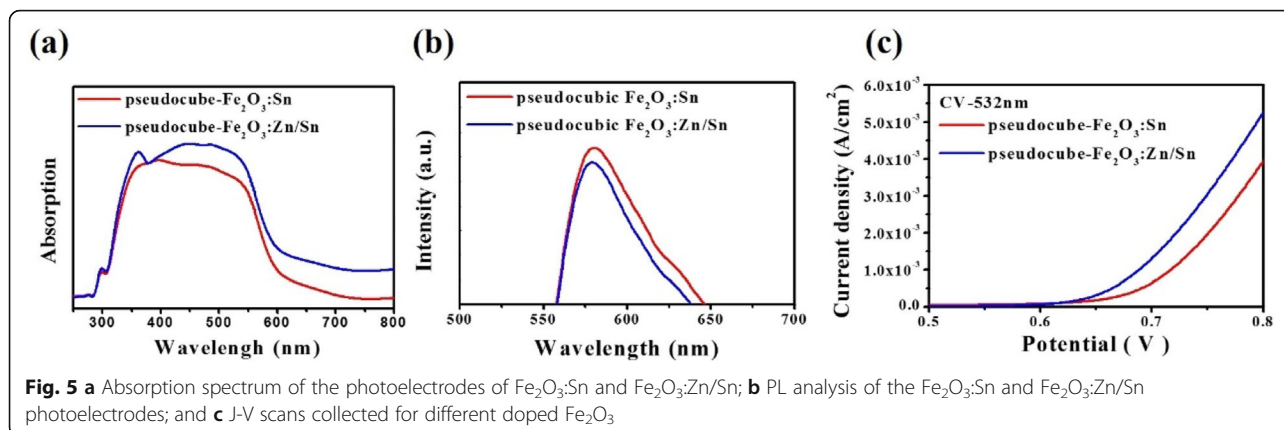 (a)
pseudocube-Fe₂O₃:Sn
pseudocube-Fe₂O₃:Zn/Sn
Absorption
300 400 500 600 700 800
Wavelengh (nm)
(b)
pseudocubic Fe₂O₃:Sn
pseudocubic Fe₂O₃:Zn/Sn
Intensity (a.u.)
500 550 600 650 700
Wavelength (nm)
(c)
Current density (A/cm²)
6.0x10⁻³
5.0x10⁻³
4.0x10⁻³
3.0x10⁻³
2.0x10⁻³
1.0x10⁻³
0.0
CV-532nm
pseudocube-Fe₂O₃:Sn
pseudocube-Fe₂O₃:Zn/Sn
0.5 0.6 0.7 0.8
Potential ( V )
Fig. 5 a Absorption spectrum of the photoelectrodes of Fe₂O₃:Sn and Fe₂O₃:Zn/Sn; b PL analysis of the Fe₂O₃:Sn and Fe₂O₃:Zn/Sn
photoelectrodes; and c J-V scans collected for different doped Fe₂O₃